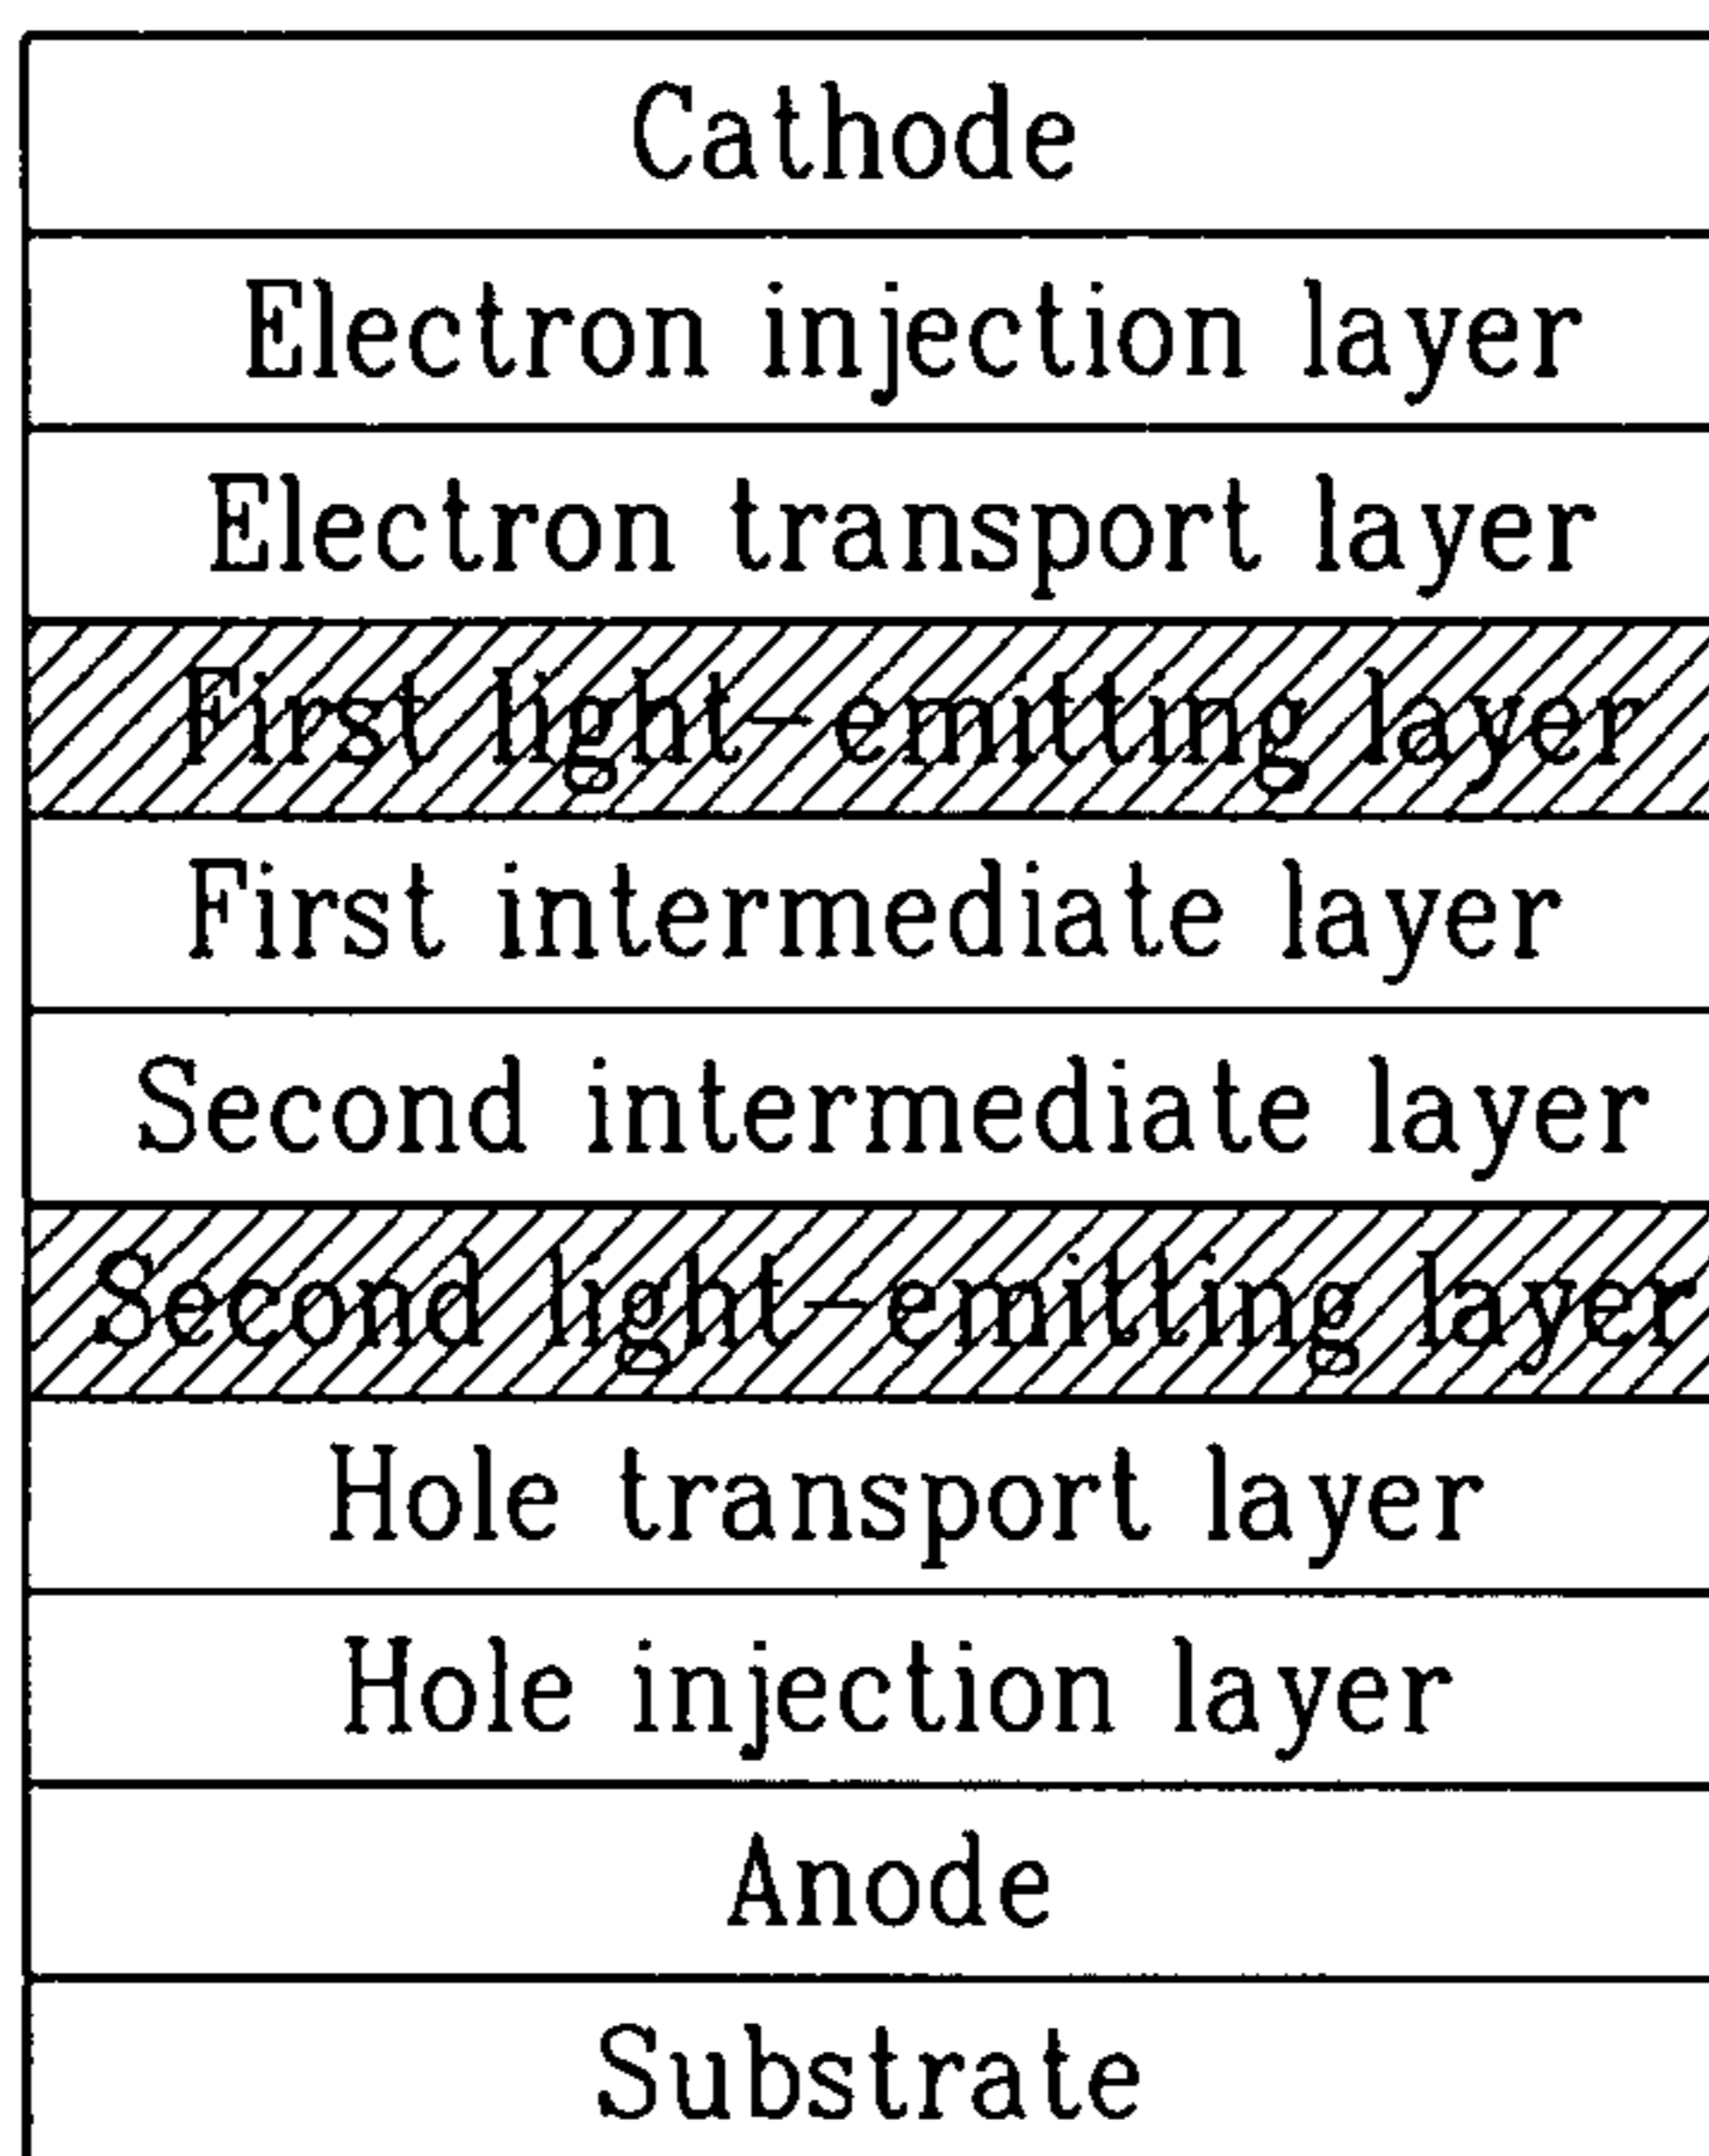 Cathode
Electron injection layer
Electron transport layer
First light-emitting layer
First intermediate layer
Second intermediate layer
Second light-emitting layer
Hole transport layer
Hole injection layer
Anode
Substrate